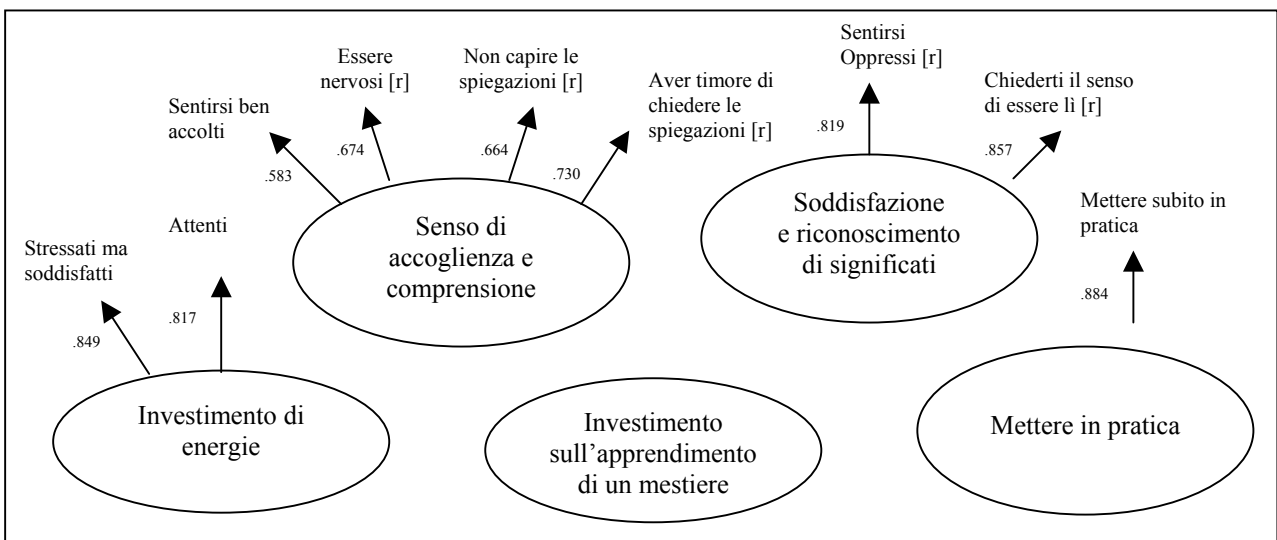 Sentirsi
Oppressi [r]
Essere
nervosi [r]
Non capire le
spiegazioni [r]
Aver timore di
chiedere le
spiegazioni [r]
Chiederti il senso
di essere lì [r]
Sentirsi ben
accolti
.583
.674
.664
.730
.819
.857
Senso di
accoglienza e
comprensione
Soddisfazione
e riconoscimento
di significati
Mettere subito in
pratica
.884
Attenti
Stressati ma
soddisfatti
.849
.817
Investimento di
energie
Investimento
sull’apprendimento
di un mestiere
Mettere in pratica